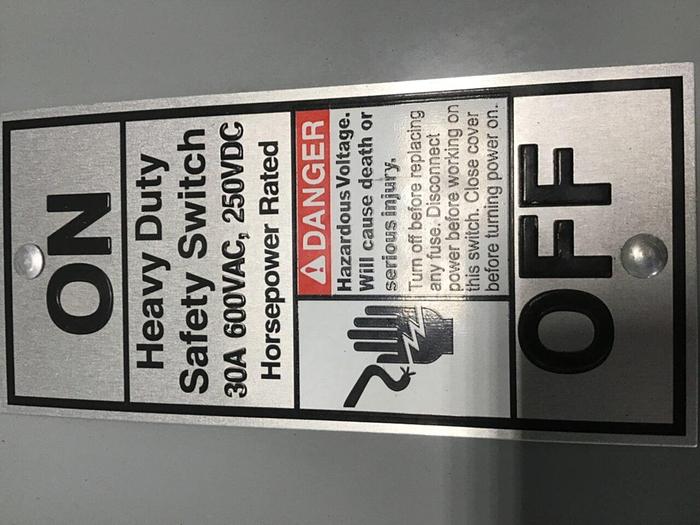 ON
Heavy Duty
Safety Switch
30A 600VAC, 250VDC
Horsepower Rated
DANGER
Hazardous Voltage.
Will cause death or
serious injury.
Turn off before replacing
any fuse. Disconnect
power before working on
this switch. Close cover
before turning power on.
OFF